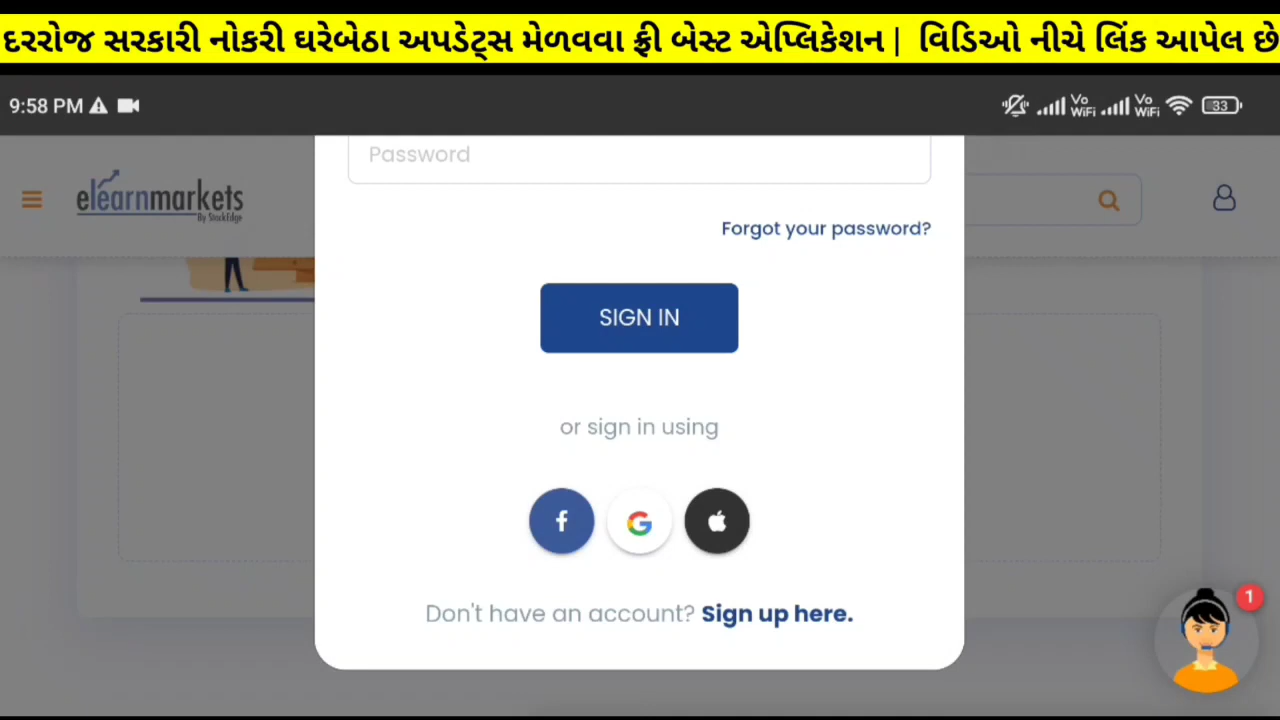 દરરોજ સરકારી નોકરી ઘરેબેઠા અપડેટ્સ મેળવવા ફ્રી બેસ્ટ એપ્લિકેશન | વિડિઓ નીચે લિંક આપેલ છે
9:58 PM
Vo WiFi Vo WiFi 33
Password
elearnmarkets
By StockEdge
Forgot your password?
SIGN IN
or sign in using
Don't have an account? Sign up here.
1